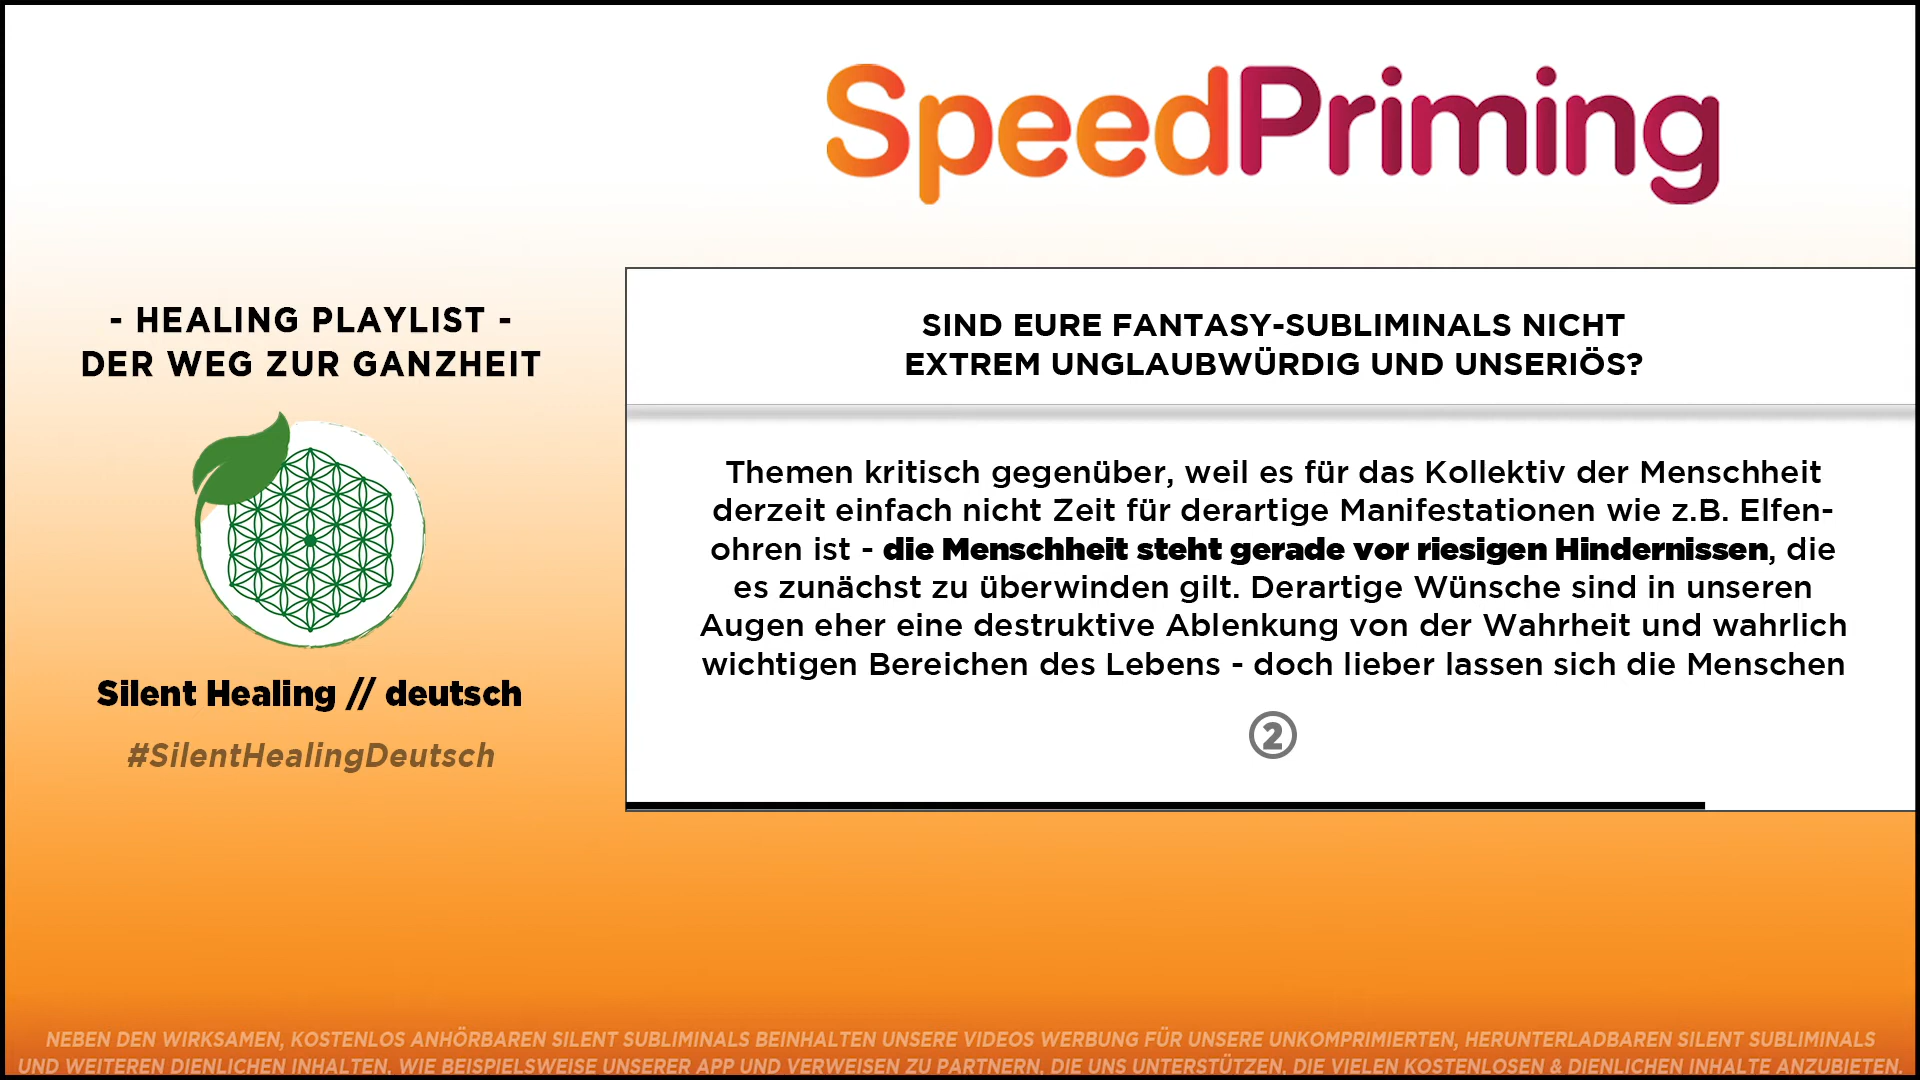 SpeedPriming
- HEALING PLAYLIST -
DER WEG ZUR GANZHEIT
Silent Healing // deutsch
#SilentHealingDeutsch
SIND EURE FANTASY-SUBLIMINALS NICHT
EXTREM UNGLAUBWÜRDIG UND UNSERIÖS?
Themen kritisch gegenüber, weil es für das Kollektiv der Menschheit
derzeit einfach nicht Zeit für derartige Manifestationen wie z.B. Elfen-
ohren ist - die Menschheit steht gerade vor riesigen Hindernissen, die
es zunächst zu überwinden gilt. Derartige Wünsche sind in unseren
Augen eher eine destruktive Ablenkung von der Wahrheit und wahrlich
wichtigen Bereichen des Lebens - doch lieber lassen sich die Menschen
2
NEBEN DEN WIRKSAMEN, KOSTENLOS ANHÖRBAREN SILENT SUBLIMINALS BEINHALTEN UNSERE VIDEOS WERBUNG FÜR UNSERE UNKOMPRIMIERTEN, HERUNTERLADBAREN SILENT SUBLIMINALS
UND WEITEREN DIENLICHEN INHALTEN, WIE BEISPIELSWEISE UNSERER APP UND VERWEISEN ZU PARTNERN, DIE UNS UNTERSTÜTZEN, DIE VIELEN KOSTENLOSEN & DIENLICHEN INHALTE ANZUBIETEN.